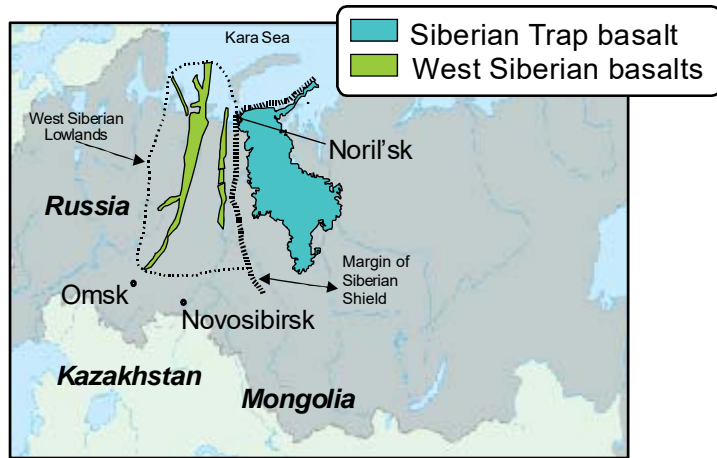 Kara Sea
Siberian Trap basalt
West Siberian basalts
West Siberian
Lowlands
Noril'sk
Russia
Margin of
Siberian
Shield
Omsk
Novosibirsk
Kazakhstan
Mongolia